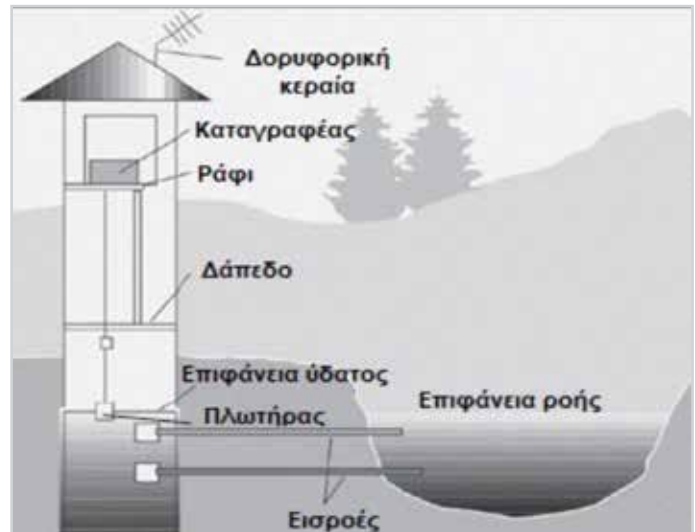 Δορυφορική
κεραία
Καταγραφέας
Ράφι
Δάπεδο
Επιφάνεια ύδατος
Πλωτήρας
Επιφάνεια ροής
Εισροές